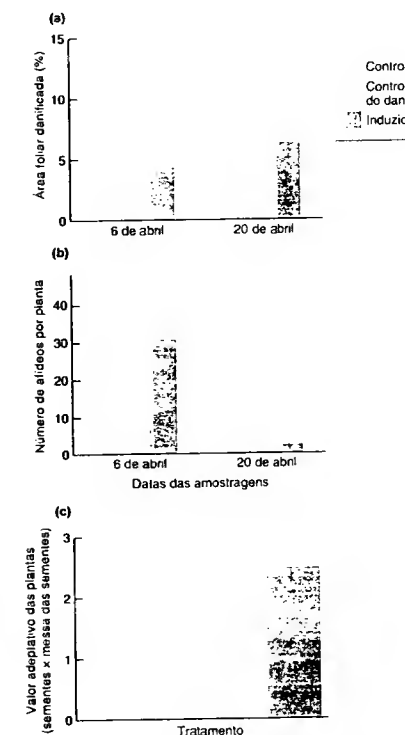 (a)
15
10
5
0
Área foliar danificada (%)
6 de abril
20 de abril
Contro
Contro
do dan
Induzid
(b)
40
30
20
10
0
Número de afídeos por planta
6 de abril
20 de abril
Datas das amostragens
(c)
3
2
1
0
Valor adaptativo das plantas
(sementes x massa das sementes)
Tratamento